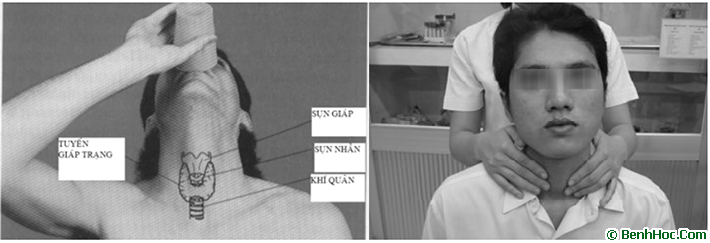 SỤN GIÁP
TUYẾN
GIÁP TRẠNG
SỤN NHẪN
KHÍ QUẢN
© BenhHoc.Com